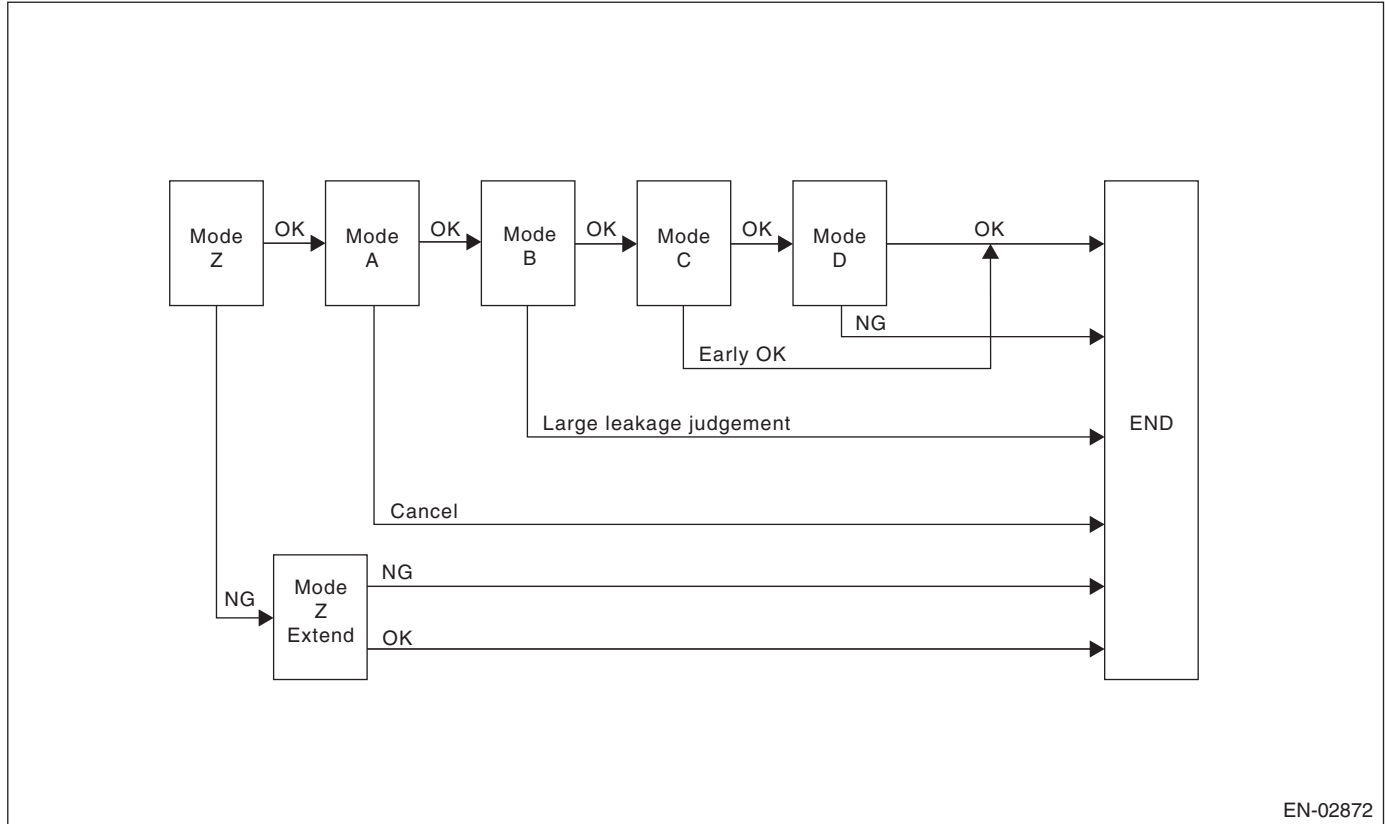 Mode
Z
OK
Mode
A
OK
Mode
B
OK
Mode
C
OK
Mode
D
OK
NG
Early OK
Large leakage judgement
END
Cancel
NG
Mode
Z
Extend
NG
OK
EN-02872